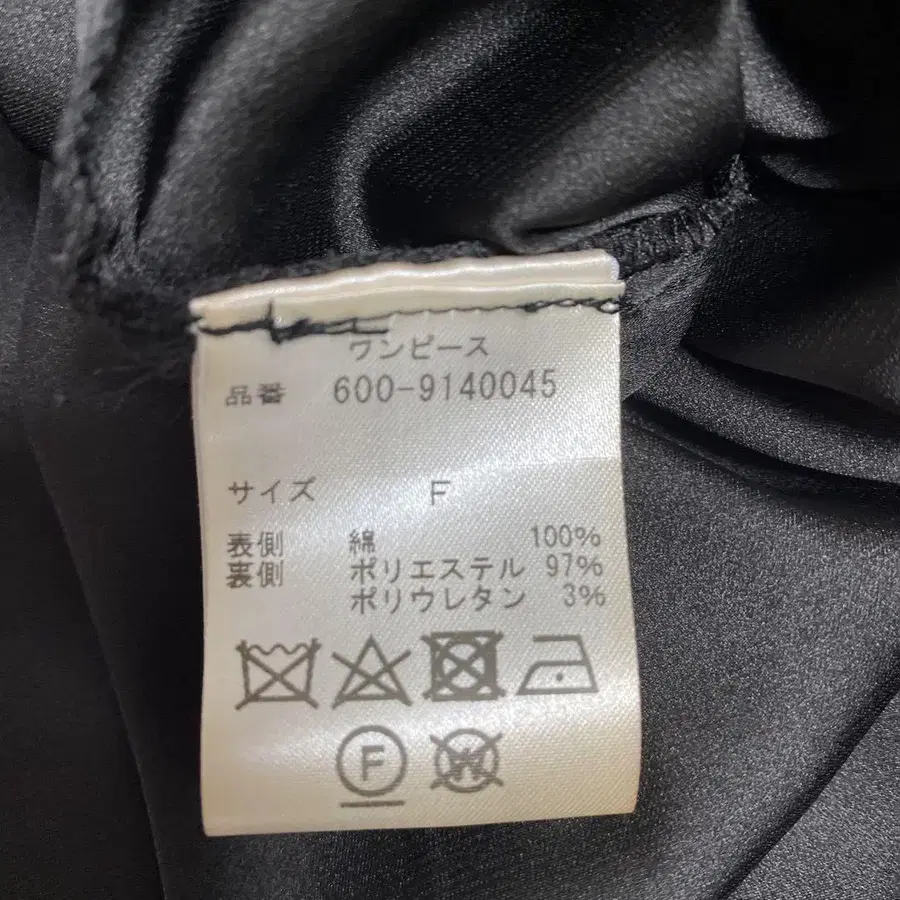 ワンピース
品番 600-9140045
サイズ F
表側 綿 100%
裏側 ポリエステル 97%
ポリウレタン 3%
F W